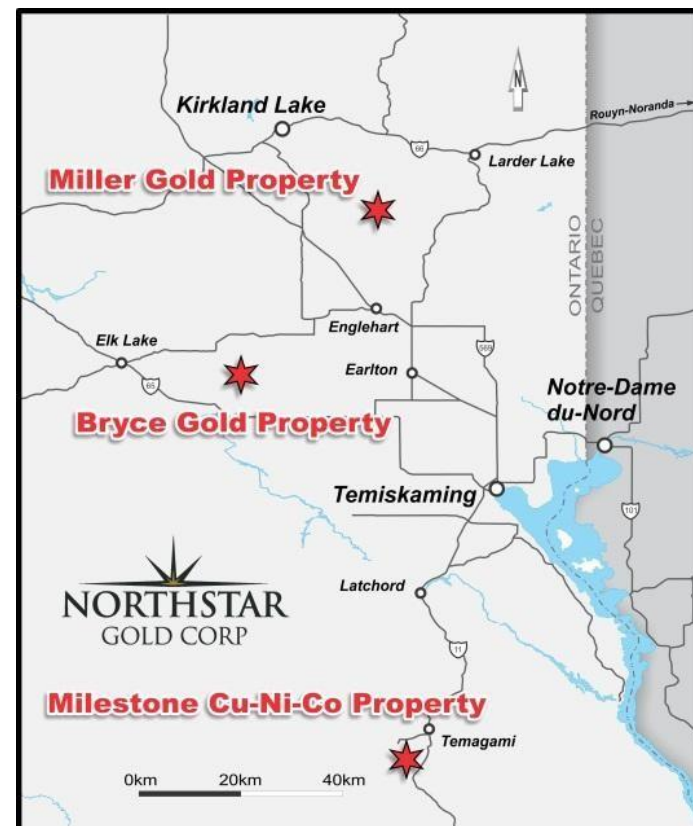 N
Kirkland Lake
Rouyn-Noranda
66
Larder Lake
Miller Gold Property
ONTARIO
QUEBEC
Englehart
Elk Lake
569
65
Earlton
Notre-Dame
du-Nord
Bryce Gold Property
Temiskaming
101
NORTHSTAR
GOLD CORP
Latchord
11
Milestone Cu-Ni-Co Property
Temagami
0km 20km 40km